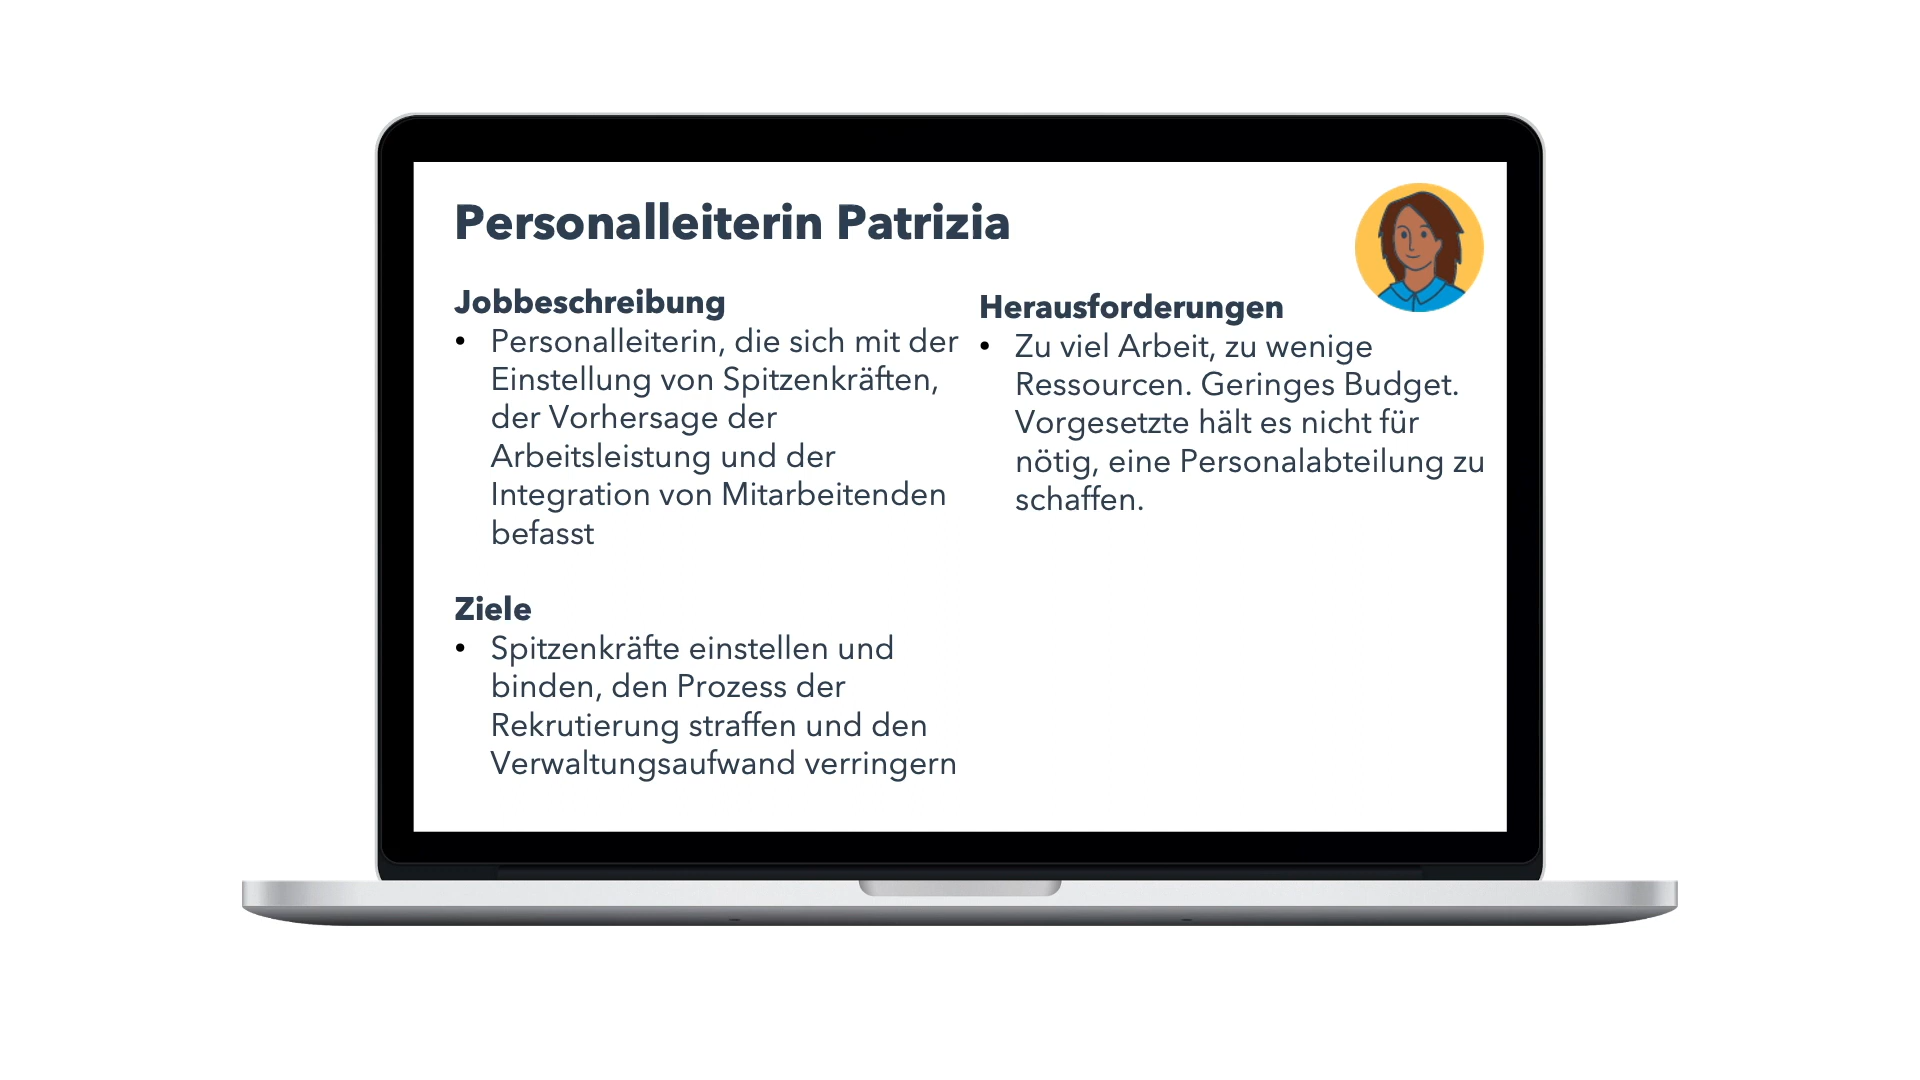 Personalleiterin Patrizia
Jobbeschreibung
• Personalleiterin, die sich mit der
Einstellung von Spitzenkräften,
der Vorhersage der
Arbeitsleistung und der
Integration von Mitarbeitenden
befasst
Ziele
• Spitzenkräfte einstellen und
binden, den Prozess der
Rekrutierung straffen und den
Verwaltungsaufwand verringern
Herausforderungen
• Zu viel Arbeit, zu wenige
Ressourcen. Geringes Budget.
Vorgesetzte hält es nicht für
nötig, eine Personalabteilung zu
schaffen.